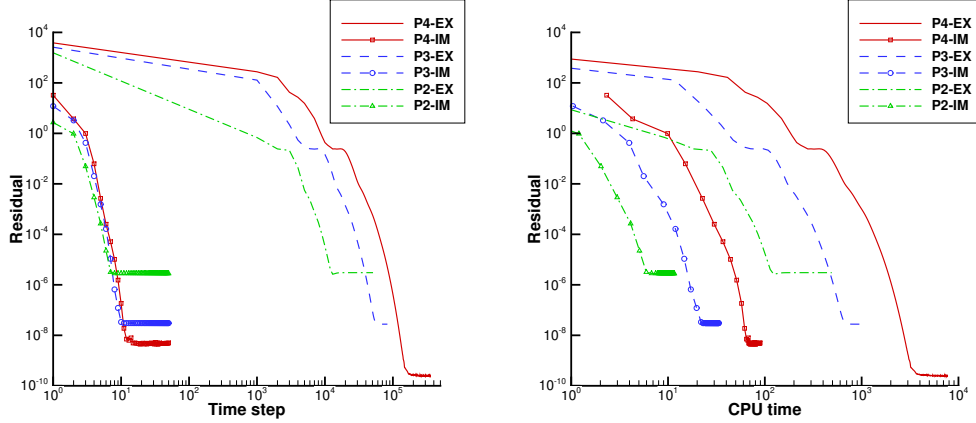 P4-EX
P4-IM
P3-EX
P3-IM
P2-EX
P2-IM
10^4
10^2
10^0
10^-2
10^-4
10^-6
10^-8
10^-10
Residual
10^0 10^1 10^2 10^3 10^4 10^5
Time step
P4-EX
P4-IM
P3-EX
P3-IM
P2-EX
P2-IM
10^4
10^2
10^0
10^-2
10^-4
10^-6
10^-8
10^-10
Residual
10^0 10^1 10^2 10^3 10^4
CPU time